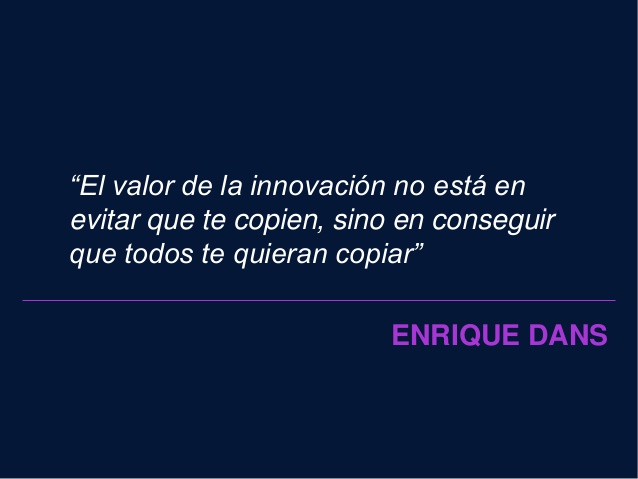 “El valor de la innovación no está en
evitar que te copien, sino en conseguir
que todos te quieran copiar”
ENRIQUE DANS